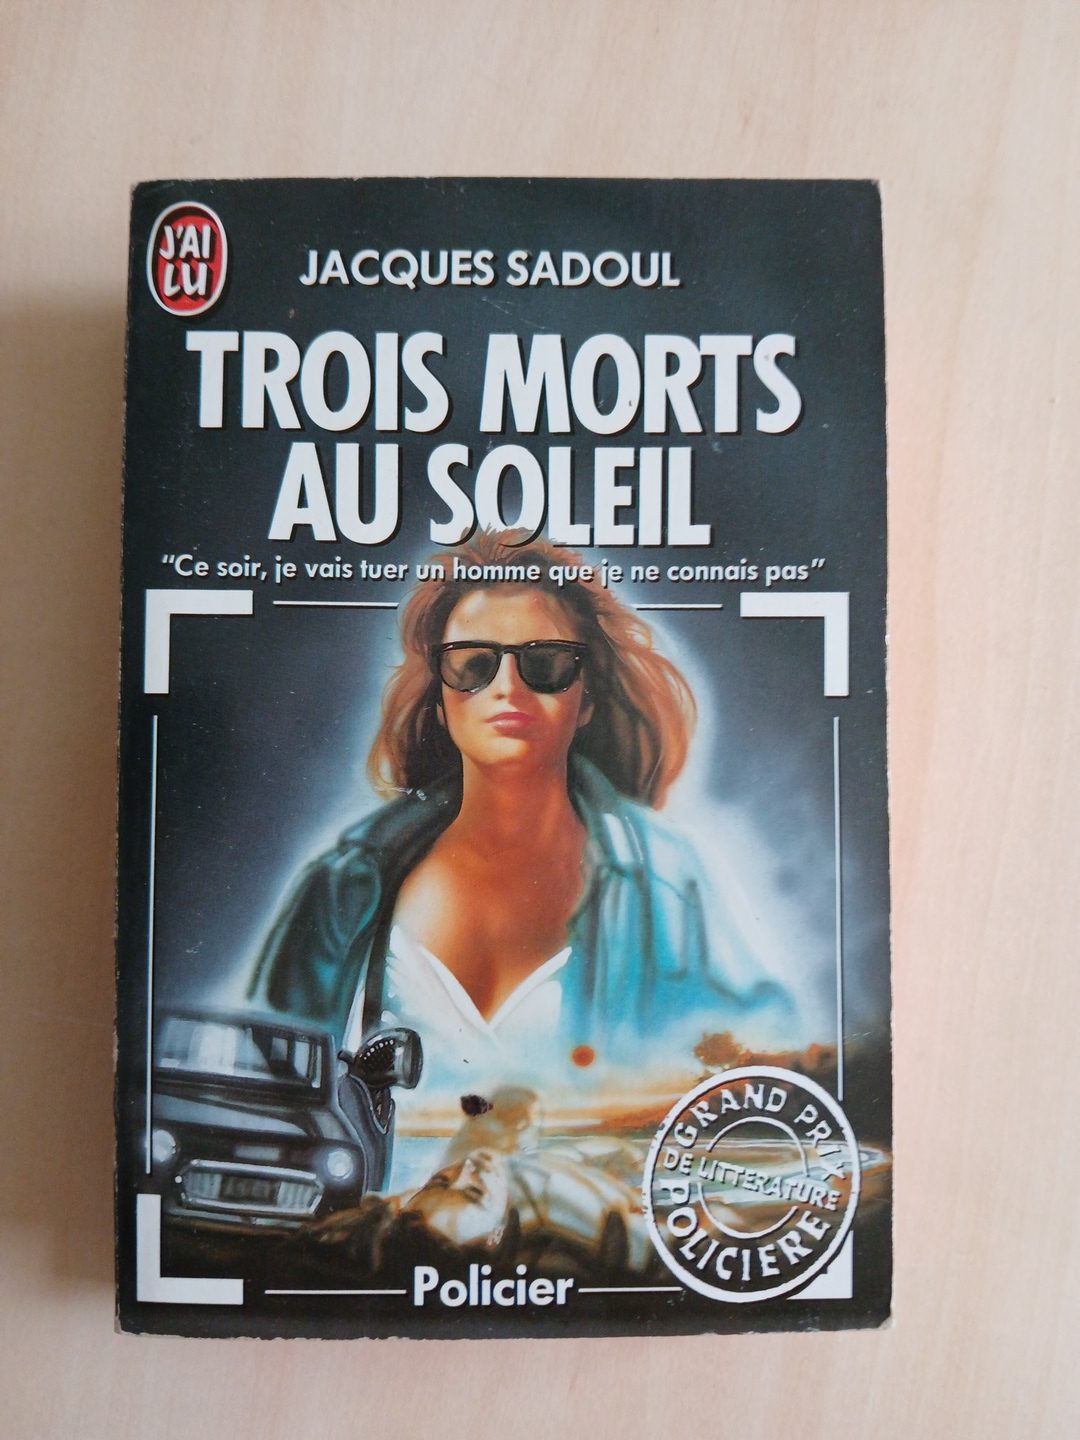 J'AI
LU
JACQUES SADOUL
TROIS MORTS
AU SOLEIL
"Ce soir, je vais tuer un homme que je ne connais pas"
GRAND PRIX
DE LITTERATURE
POLICIERE
Policier